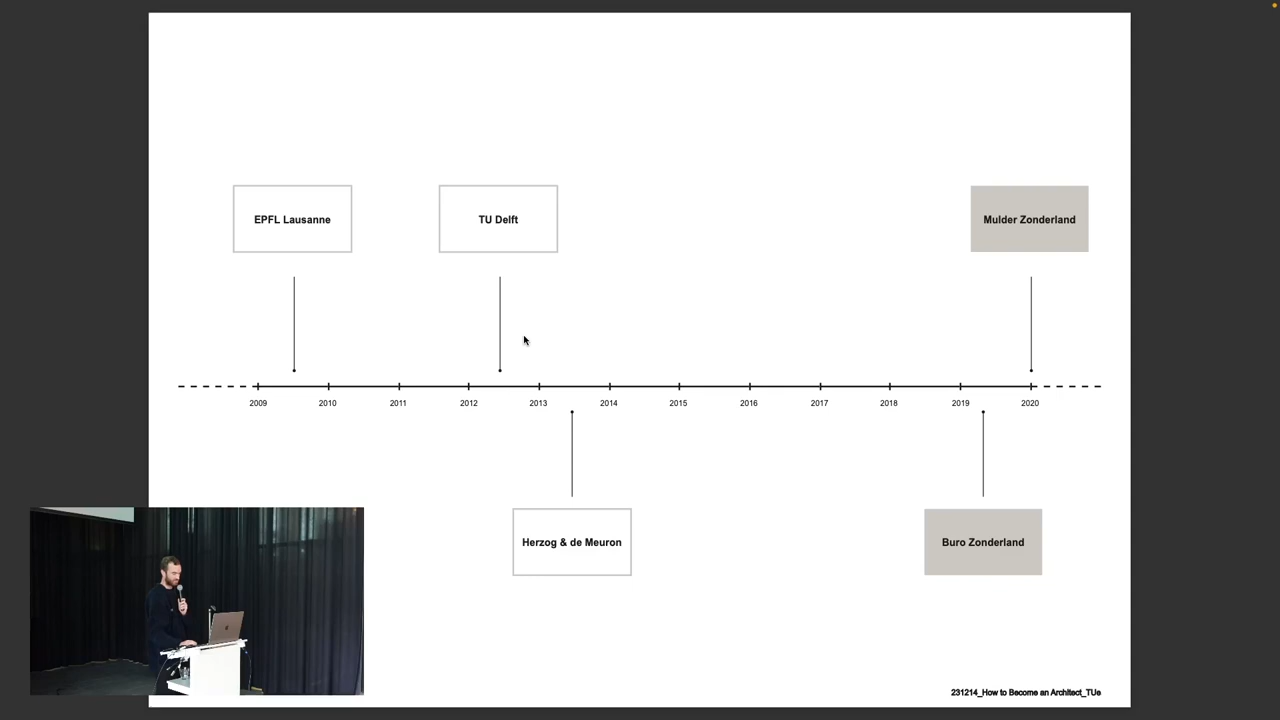 EPFL Lausanne
TU Delft
Mulder Zonderland
2009
2010
2011
2012
2013
2014
2015
2016
2017
2018
2019
2020
Herzog & de Meuron
Buro Zonderland
231214_How to Become an Architect_TUe